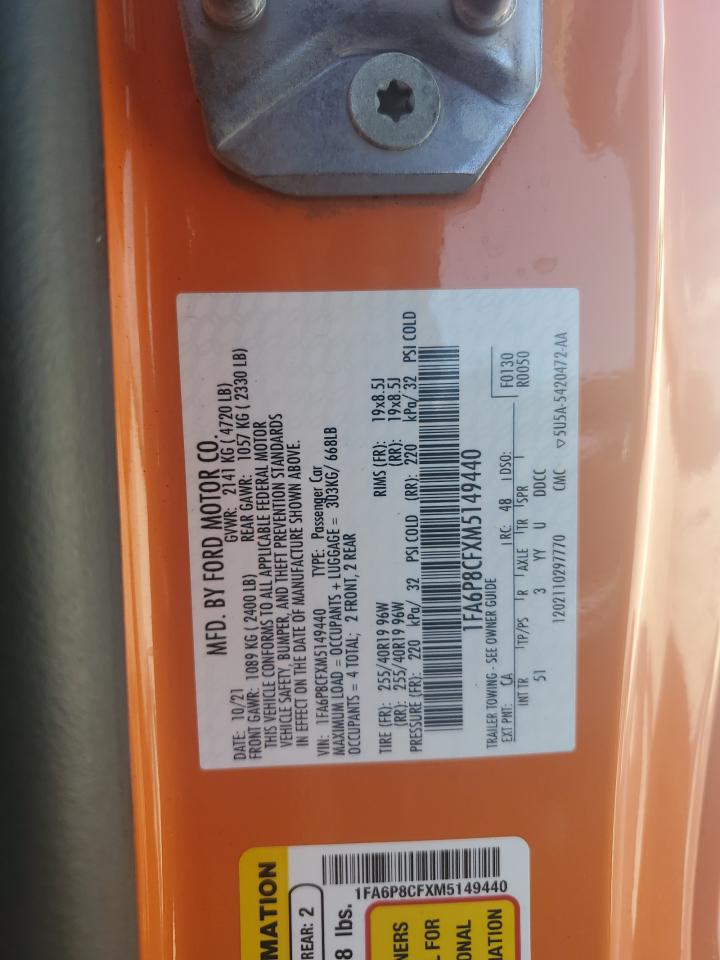 MFD. BY FORD MOTOR CO.
DATE: 10/21 GVWR: 2141 KG ( 4720 LB)
FRONT GAWR: 1089 KG ( 2400 LB) REAR GAWR: 1057 KG ( 2330 LB)
THIS VEHICLE CONFORMS TO ALL APPLICABLE FEDERAL MOTOR
VEHICLE SAFETY, BUMPER, AND THEFT PREVENTION STANDARDS
IN EFFECT ON THE DATE OF MANUFACTURE SHOWN ABOVE.
VIN: 1FA6P8CFXM5149440 TYPE: Passenger Car
MAXIMUM LOAD = OCCUPANTS + LUGGAGE = 303KG/ 668LB
OCCUPANTS = 4 TOTAL; 2 FRONT, 2 REAR
TIRE (FR): 255/40R19 96W RIMS (FR): 19x8.5J
(RR): 255/40R19 96W (RR): 19x8.5J
PRESSURE (FR): 220 kPa/ 32 PSI COLD (RR): 220 kPa/ 32 PSI COLD
1FA6P8CFXM5149440
TRAILER TOWING - SEE OWNER GUIDE
EXT PNT: CA RC: 48 DSO: F0130
INT TR TP/PS R AXLE TR SPR R0050
51 3 YY U DDCC
1202110297770 CMC ▽5U5A-5420472-AA
MATION
REAR: 2
8 lbs.
1FA6P8CFXM5149440
NERS
L FOR
ONAL
MATION